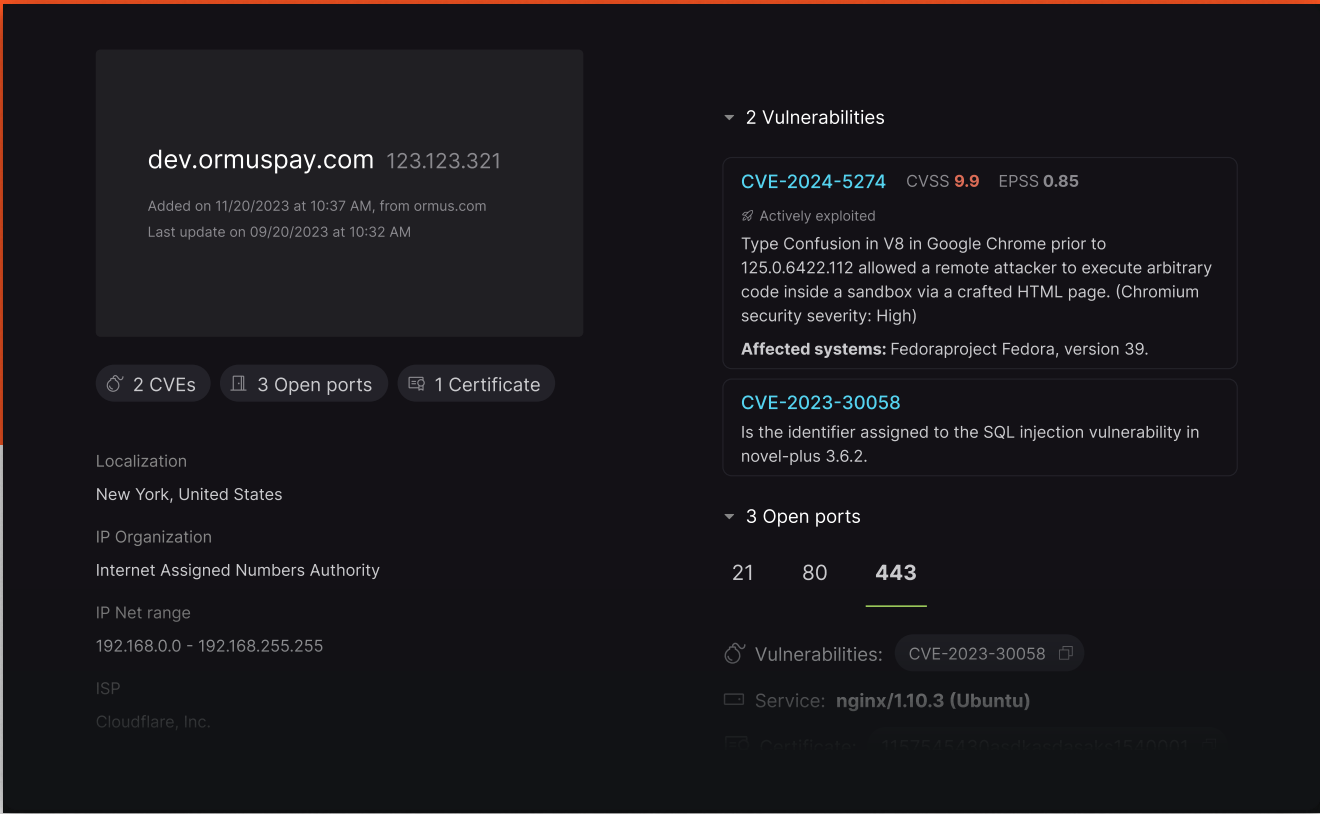 dev.ormuspay.com 123.123.321
Added on 11/20/2023 at 10:37 AM, from ormus.com
Last update on 09/20/2023 at 10:32 AM
2 CVEs
3 Open ports
1 Certificate
Localization
New York, United States
IP Organization
Internet Assigned Numbers Authority
IP Net range
192.168.0.0 - 192.168.255.255
ISP
Cloudflare, Inc.
2 Vulnerabilities
CVE-2024-5274 CVSS 9.9 EPSS 0.85
Actively exploited
Type Confusion in V8 in Google Chrome prior to
125.0.6422.112 allowed a remote attacker to execute arbitrary
code inside a sandbox via a crafted HTML page. (Chromium
security severity: High)
Affected systems: Fedoraproject Fedora, version 39.
CVE-2023-30058
Is the identifier assigned to the SQL injection vulnerability in
novel-plus 3.6.2.
3 Open ports
21 80 443
Vulnerabilities: CVE-2023-30058
Service: nginx/1.10.3 (Ubuntu)
Certificate: